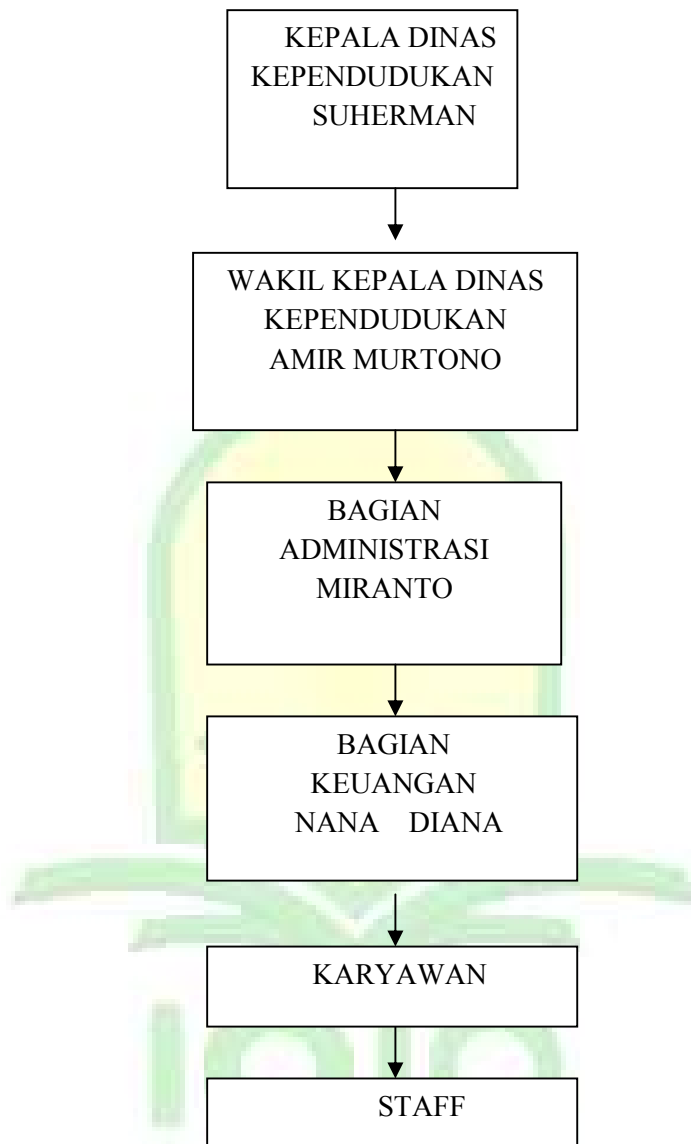 KEPALA DINAS
KEPENDUDUKAN
SUHERMAN
WAKIL KEPALA DINAS
KEPENDUDUKAN
AMIR MURTONO
BAGIAN
ADMINISTRASI
MIRANTO
BAGIAN
KEUANGAN
NANA DIANA
KARYAWAN
STAFF